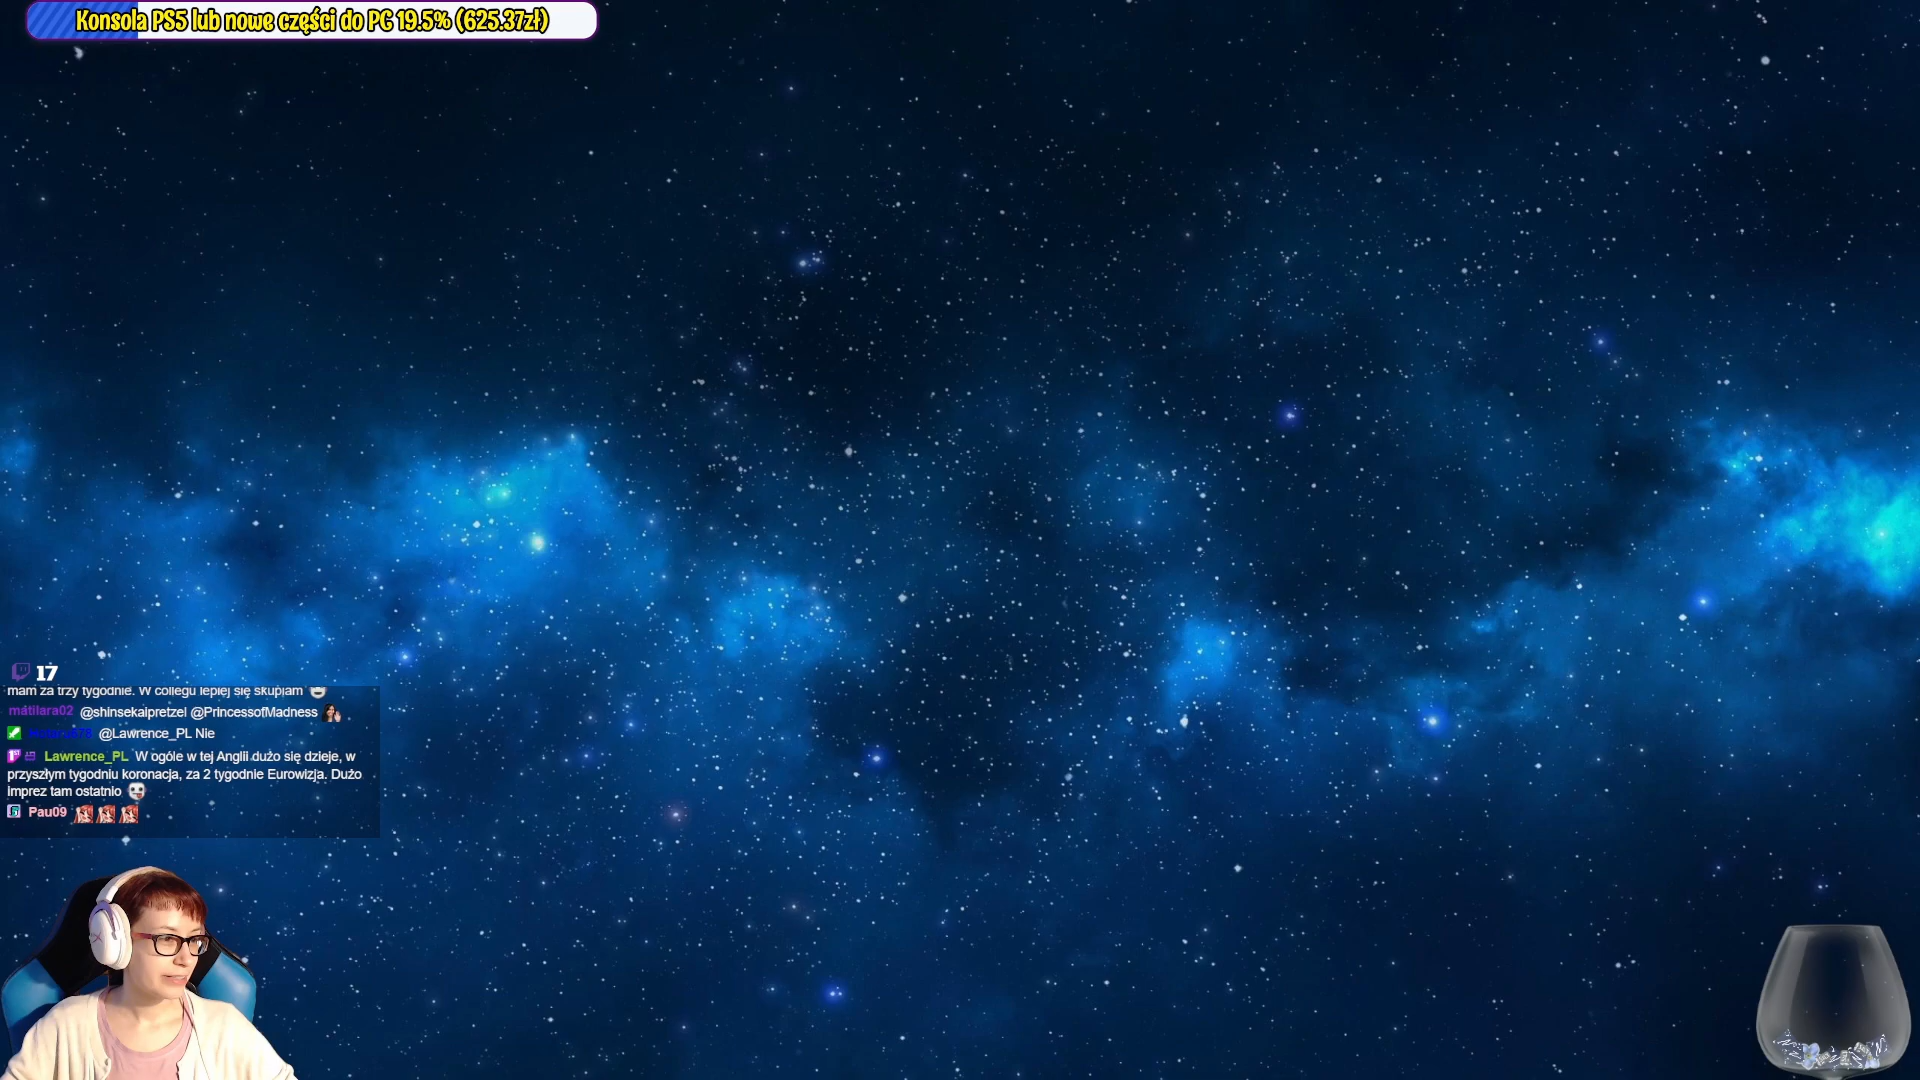 Konsola PS5 lub nowe części do PC 19.5% (625.37zł)
17
mam za trzy tygodnie. W collegu lepiej się skupiam
matilara02 @shinsekaipretzel @PrincessofMadness
@Lawrence_PL Nie
Lawrence_PL W ogóle w tej Anglii dużo się dzieje, w
przyszłym tygodniu koronacja, za 2 tygodnie Eurowizja. Dużo
imprez tam ostatnio
Pau09